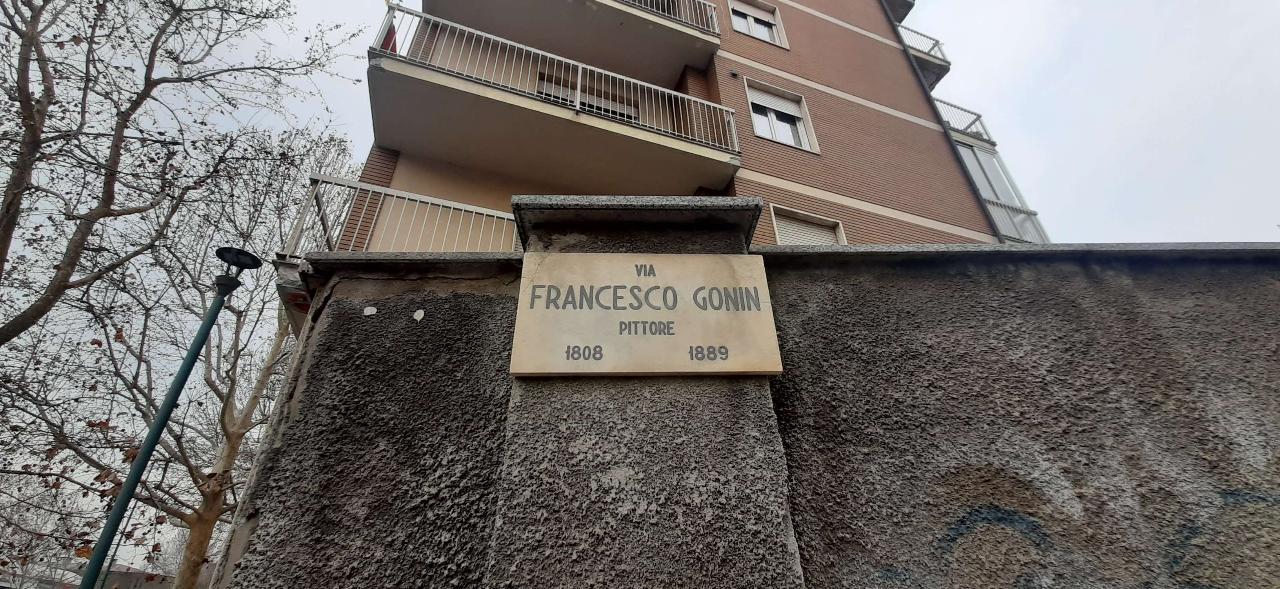 VIA
FRANCESCO GONIN
PITTORE
1808 1889